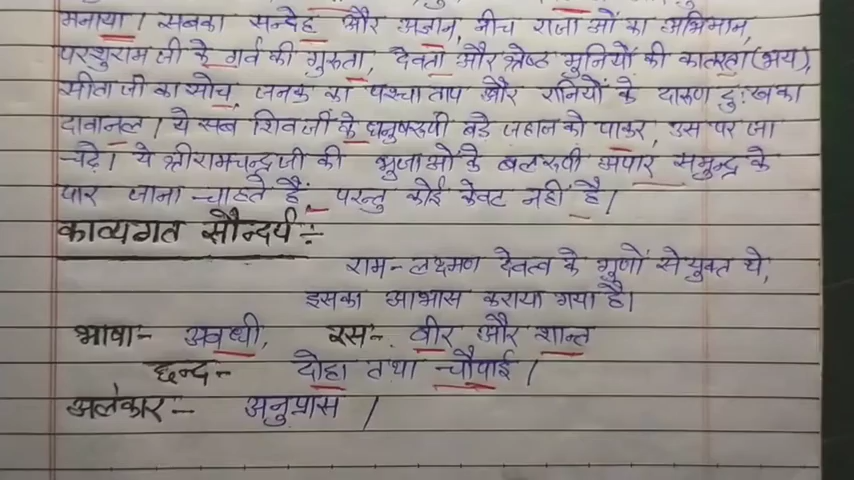 मनाया। सबका सन्देह और अज्ञान, नीच राजाओं का अभिमान,
परशुराम जी के गर्व की गुरुता, देवता और श्रेष्ठ मुनियों की कातरता(भय),
सीता जी का सोच, जनक का पश्चाताप और रानियों के दारुण दुःख का
दावानल। ये सब शिवजी के धनुषरूपी बड़े जहाज को पाकर, उस पर जा
चढ़े। ये श्रीरामचन्द्रजी की भुजाओं के बलरूपी अपार समुन्द्र के
पार जाना चाहते हैं, परन्तु कोई केवट नहीं है।
काव्यगत सौन्दर्य:-
राम-लक्ष्मण देवत्व के गुणों से युक्त थे,
इसका आभास कराया गया है।
भाषा- अवधी, रस- वीर और शान्त
छन्द- दोहा तथा चौपाई।
अलंकार:- अनुप्रास।